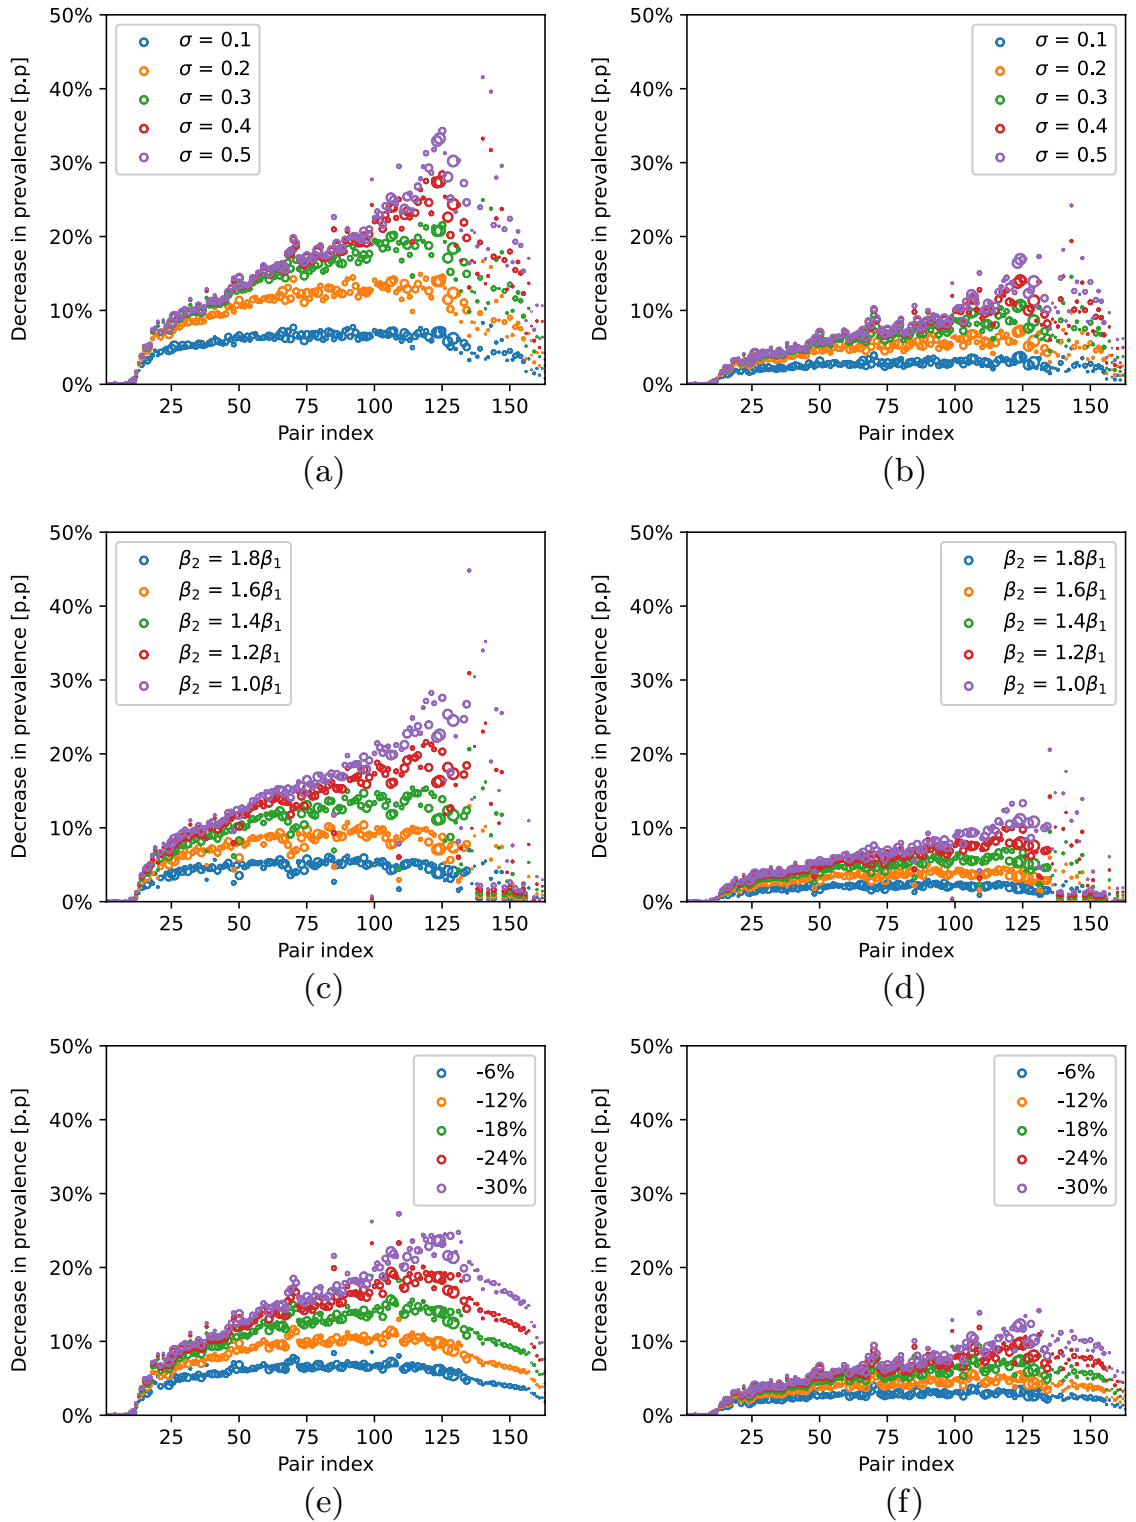 50%
40%
30%
20%
10%
0%
Decrease in prevalence [p.p]
σ = 0.1
σ = 0.2
σ = 0.3
σ = 0.4
σ = 0.5
25 50 75 100 125 150
Pair index
(a)
50%
40%
30%
20%
10%
0%
Decrease in prevalence [p.p]
σ = 0.1
σ = 0.2
σ = 0.3
σ = 0.4
σ = 0.5
25 50 75 100 125 150
Pair index
(b)
50%
40%
30%
20%
10%
0%
Decrease in prevalence [p.p]
β₂ = 1.8β₁
β₂ = 1.6β₁
β₂ = 1.4β₁
β₂ = 1.2β₁
β₂ = 1.0β₁
25 50 75 100 125 150
Pair index
(c)
50%
40%
30%
20%
10%
0%
Decrease in prevalence [p.p]
β₂ = 1.8β₁
β₂ = 1.6β₁
β₂ = 1.4β₁
β₂ = 1.2β₁
β₂ = 1.0β₁
25 50 75 100 125 150
Pair index
(d)
50%
40%
30%
20%
10%
0%
Decrease in prevalence [p.p]
-6%
-12%
-18%
-24%
-30%
25 50 75 100 125 150
Pair index
(e)
50%
40%
30%
20%
10%
0%
Decrease in prevalence [p.p]
-6%
-12%
-18%
-24%
-30%
25 50 75 100 125 150
Pair index
(f)